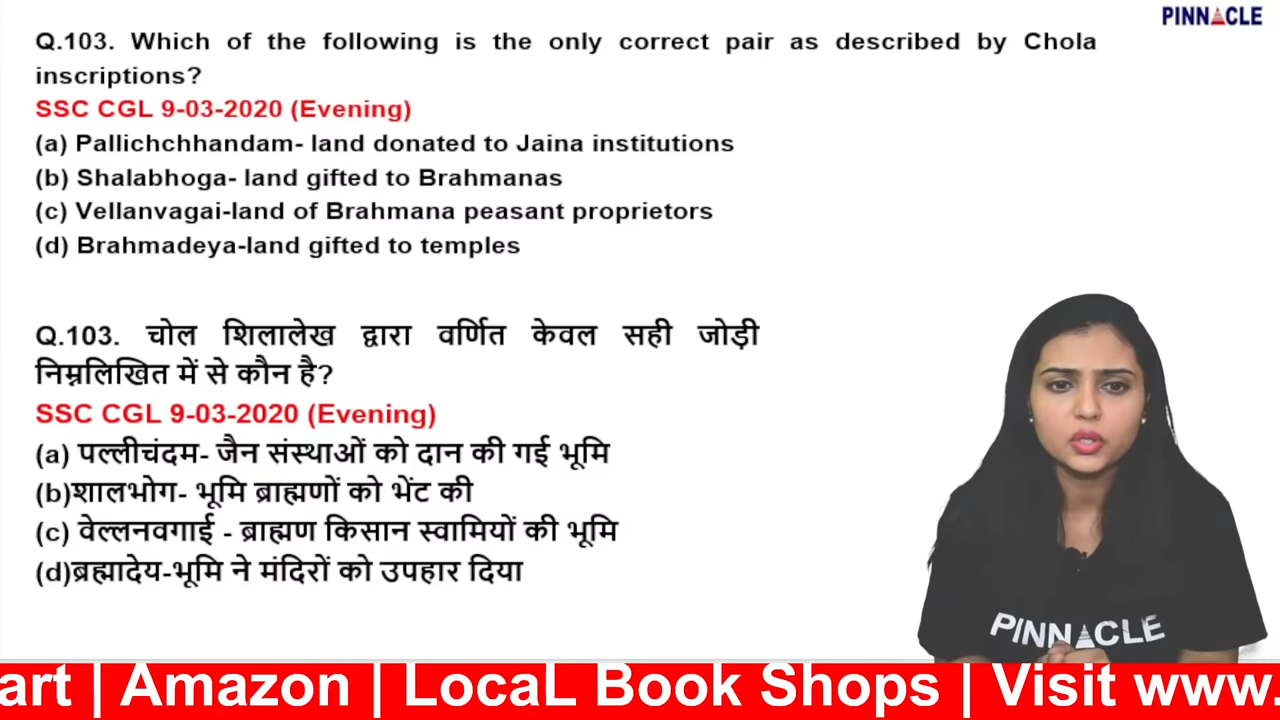 PINNACLE
Q.103. Which of the following is the only correct pair as described by Chola
inscriptions?
SSC CGL 9-03-2020 (Evening)
(a) Pallichchhandam- land donated to Jaina institutions
(b) Shalabhoga- land gifted to Brahmanas
(c) Vellanvagai-land of Brahmana peasant proprietors
(d) Brahmadeya-land gifted to temples
Q.103. चोल शिलालेख द्वारा वर्णित केवल सही जोड़ी
निम्नलिखित में से कौन है?
SSC CGL 9-03-2020 (Evening)
(a) पल्लीचंदम- जैन संस्थाओं को दान की गई भूमि
(b)शालभोग- भूमि ब्राह्मणों को भेंट की
(c) वेल्लनवगाई - ब्राह्मण किसान स्वामियों की भूमि
(d)ब्रह्मादेय-भूमि ने मंदिरों को उपहार दिया
PINNACLE
art | Amazon | LocaL Book Shops | Visit www.